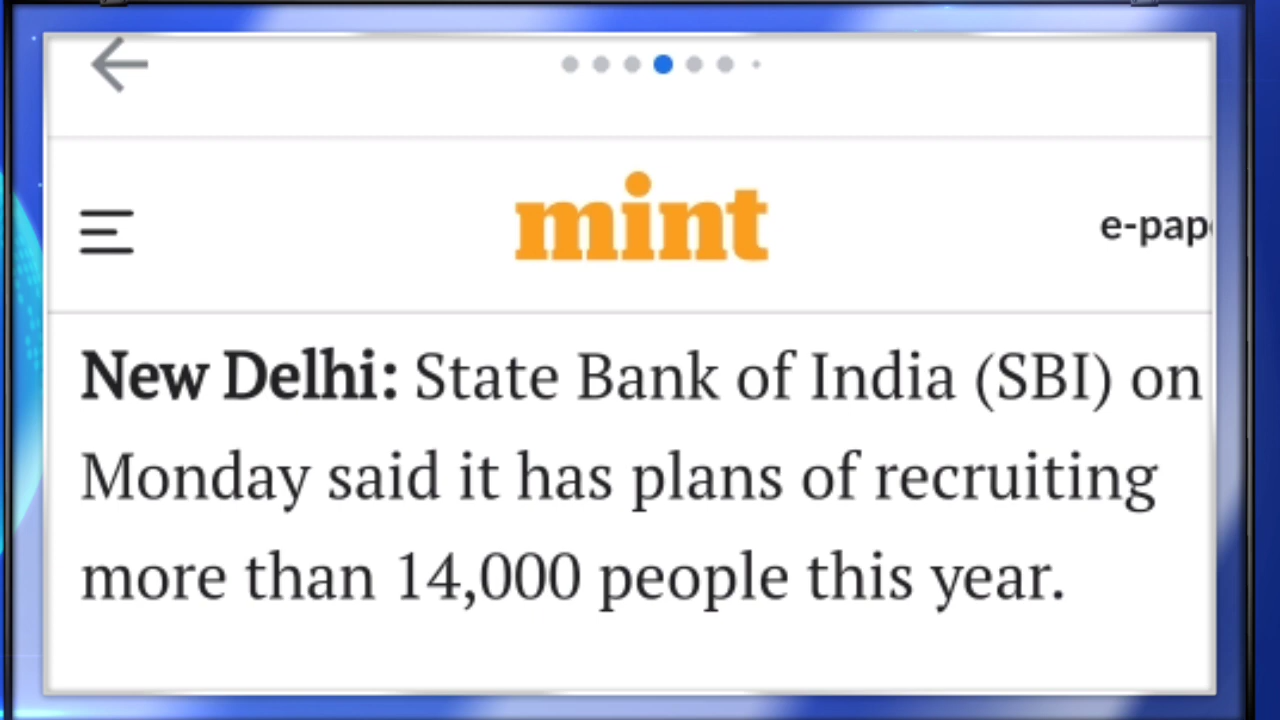 mint
e-pap
New Delhi: State Bank of India (SBI) on
Monday said it has plans of recruiting
more than 14,000 people this year.